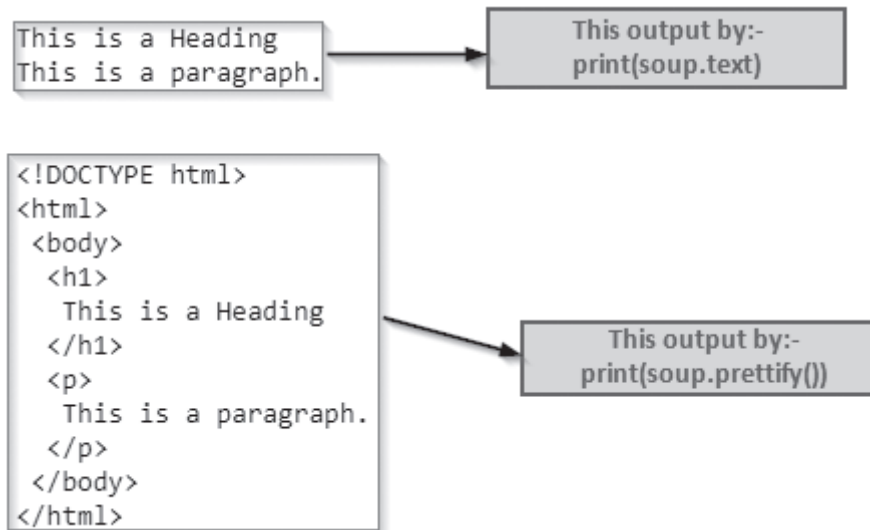 This is a Heading
This is a paragraph.
This output by:-
print(soup.text)
<!DOCTYPE html>
<html>
 <body>
  <h1>
   This is a Heading
  </h1>
  <p>
   This is a paragraph.
  </p>
 </body>
</html>
This output by:-
print(soup.prettify())